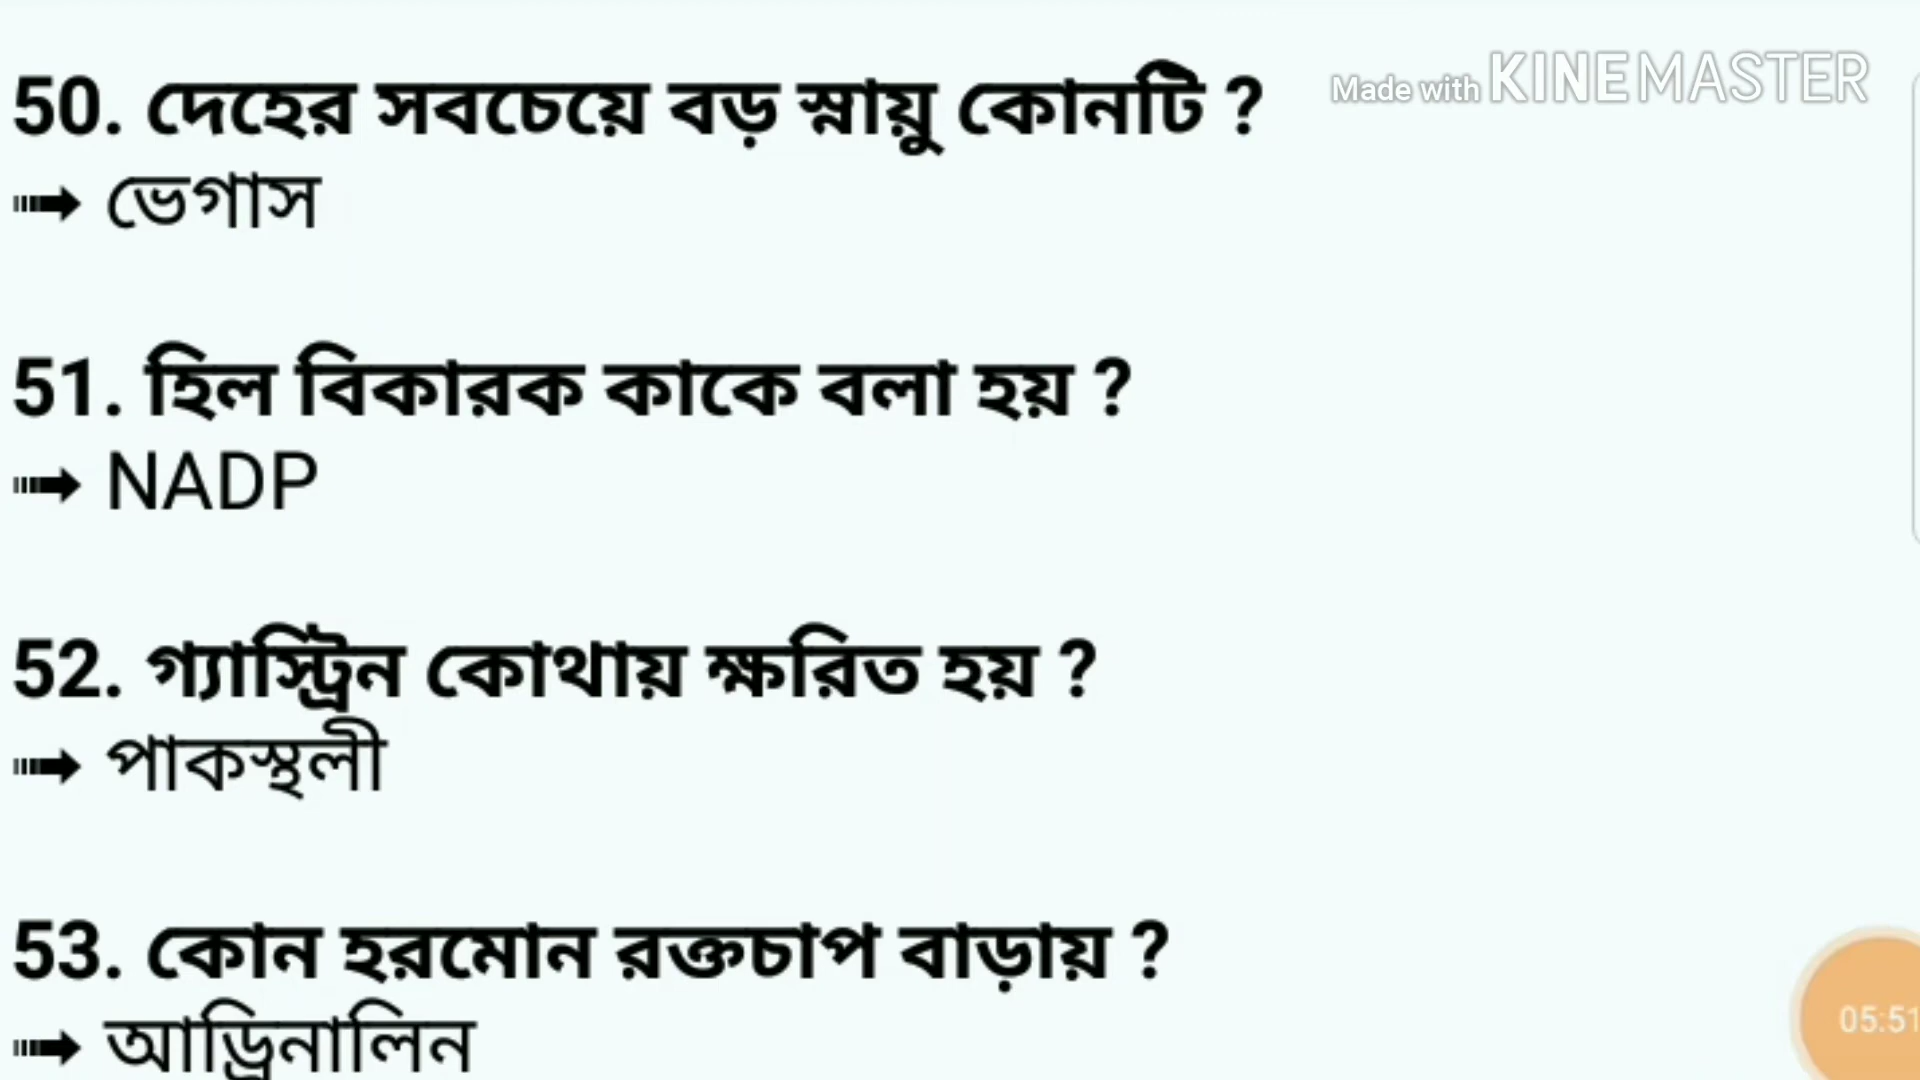 50. দেহের সবচেয়ে বড় স্নায়ু কোনটি ?
Made with KINEMASTER
➟ ভেগাস
51. হিল বিকারক কাকে বলা হয় ?
➟ NADP
52. গ্যাস্ট্রিন কোথায় ক্ষরিত হয় ?
➟ পাকস্থলী
53. কোন হরমোন রক্তচাপ বাড়ায় ?
➟ আড্রিনালিন
05:51